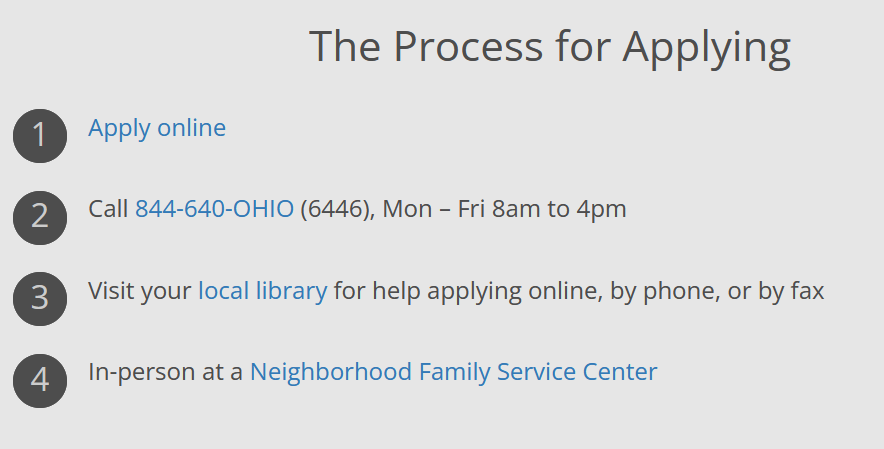 The Process for Applying
1 Apply online
2 Call 844-640-OHIO (6446), Mon – Fri 8am to 4pm
3 Visit your local library for help applying online, by phone, or by fax
4 In-person at a Neighborhood Family Service Center